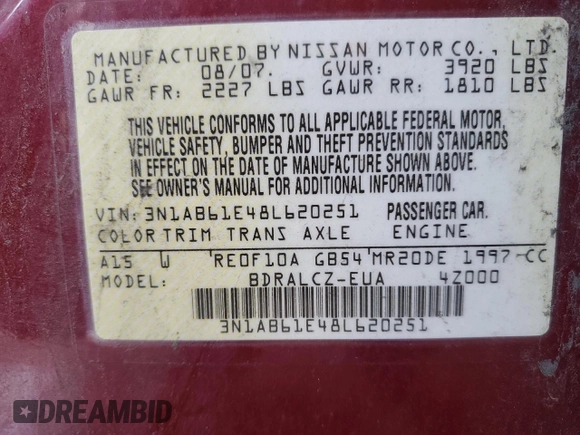 MANUFACTURED BY NISSAN MOTOR CO., LTD.
DATE: 08/07. GVWR: 3920 LBS
GAWR FR: 2227 LBS GAWR RR: 1810 LBS
THIS VEHICLE CONFORMS TO ALL APPLICABLE FEDERAL MOTOR
VEHICLE SAFETY, BUMPER AND THEFT PREVENTION STANDARDS
IN EFFECT ON THE DATE OF MANUFACTURE SHOWN ABOVE.
SEE OWNER'S MANUAL FOR ADDITIONAL INFORMATION.
VIN: 3N1AB61E48L620251 PASSENGER CAR.
COLOR TRIM TRANS AXLE ENGINE
A15 W RE0F10A GB54 MR20DE 1997-CC
MODEL: BDRALCZ-EUA 4Z000
3N1AB61E48L620251
DREAMBID